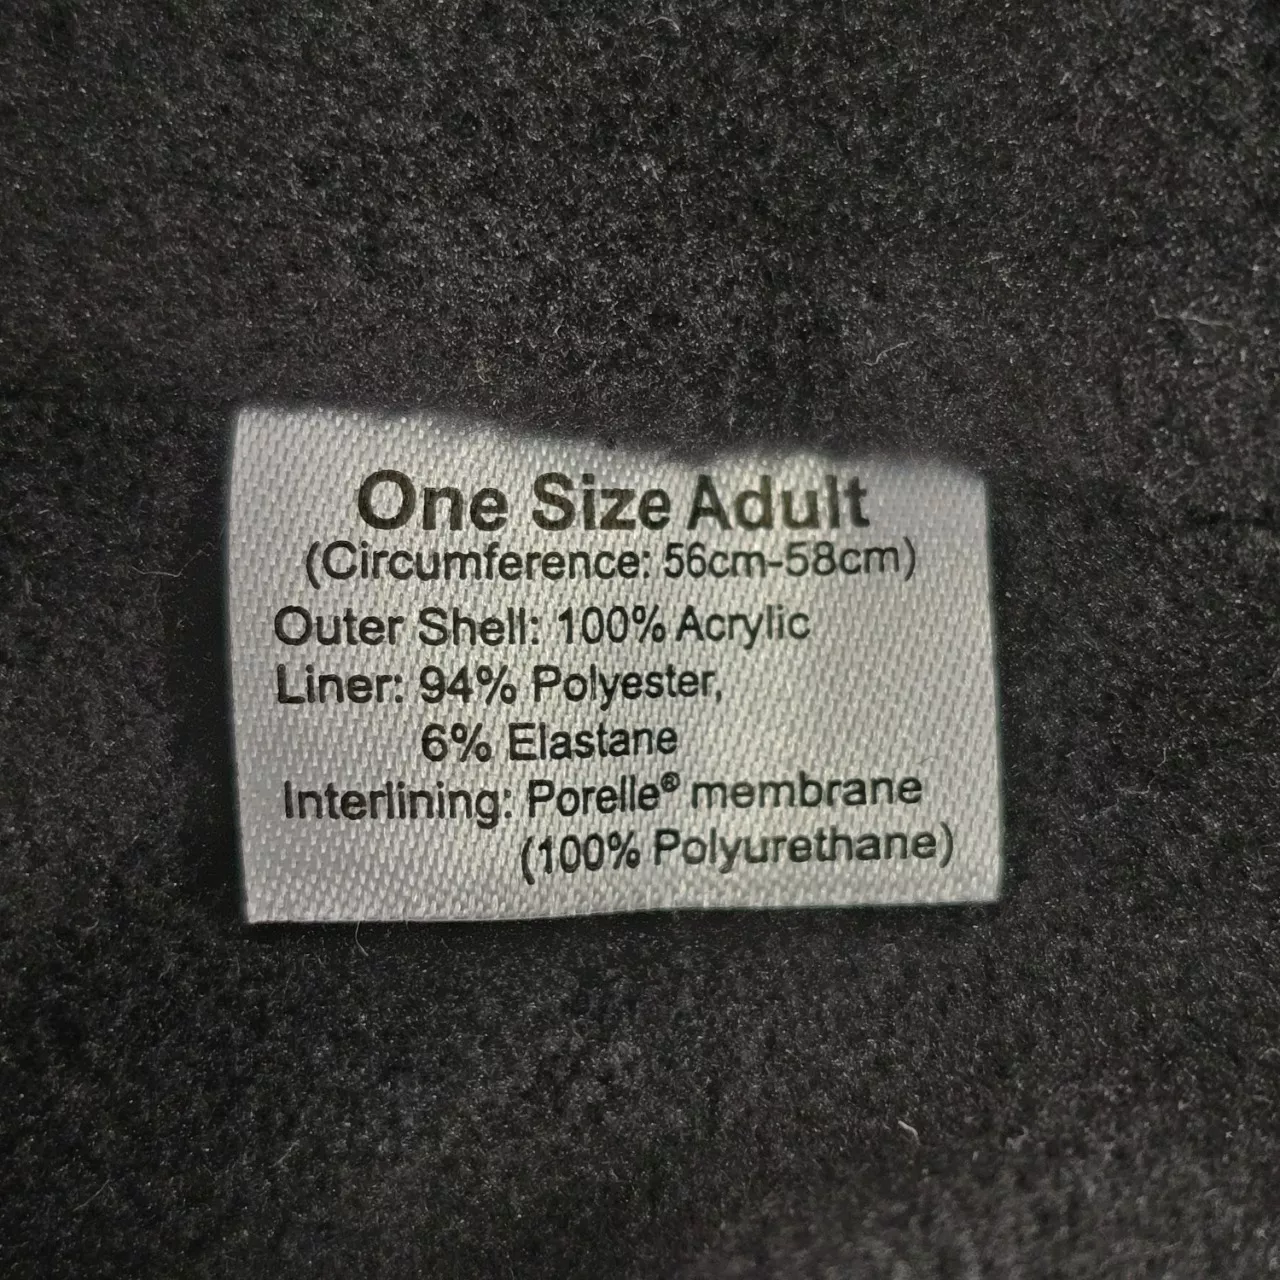 One Size Adult
(Circumference: 56cm-58cm)
Outer Shell: 100% Acrylic
Liner: 94% Polyester,
6% Elastane
Interlining: Porelle® membrane
(100% Polyurethane)